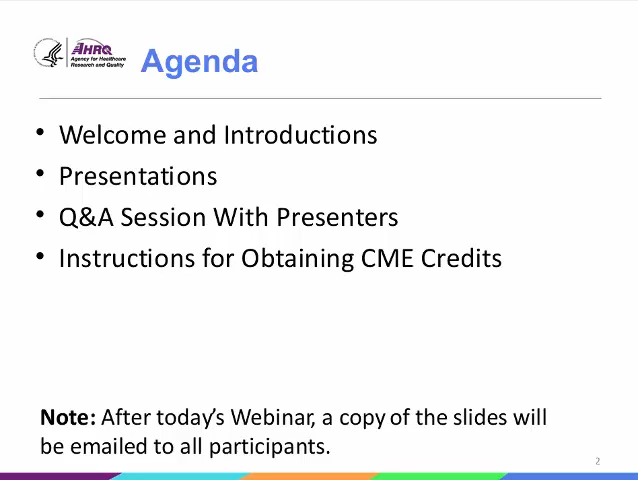 AHRQ
Agency for Healthcare
Research and Quality
Agenda
• Welcome and Introductions
• Presentations
• Q&A Session With Presenters
• Instructions for Obtaining CME Credits
Note: After today's Webinar, a copy of the slides will
be emailed to all participants.
2